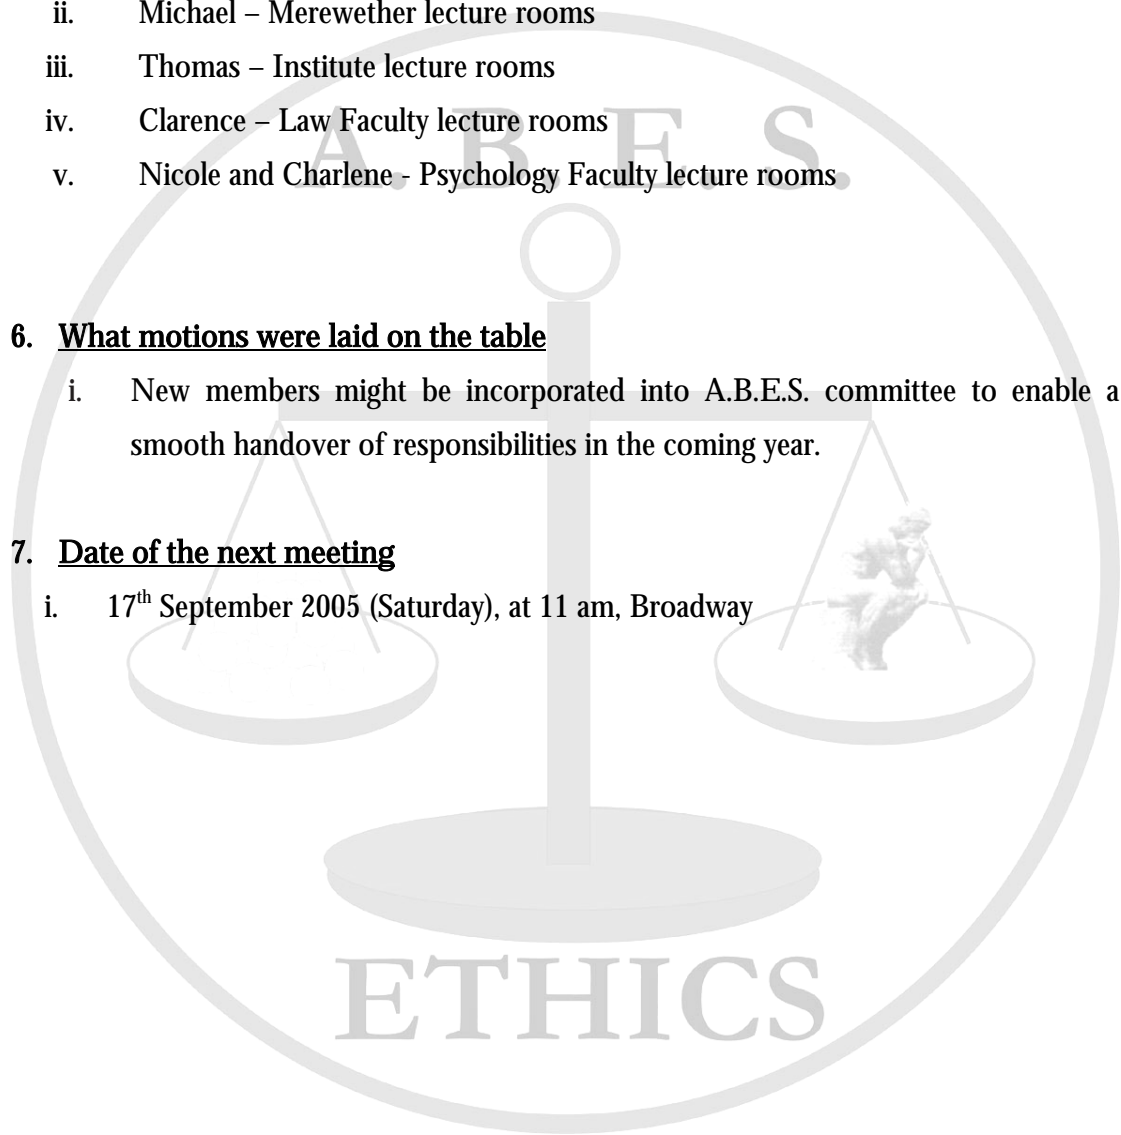 ii. Michael – Merewether lecture rooms
iii. Thomas – Institute lecture rooms
iv. Clarence – Law Faculty lecture rooms
v. Nicole and Charlene - Psychology Faculty lecture rooms
A. B. E. S.
6. What motions were laid on the table
i. New members might be incorporated into A.B.E.S. committee to enable a
smooth handover of responsibilities in the coming year.
7. Date of the next meeting
i. 17th September 2005 (Saturday), at 11 am, Broadway
ETHICS